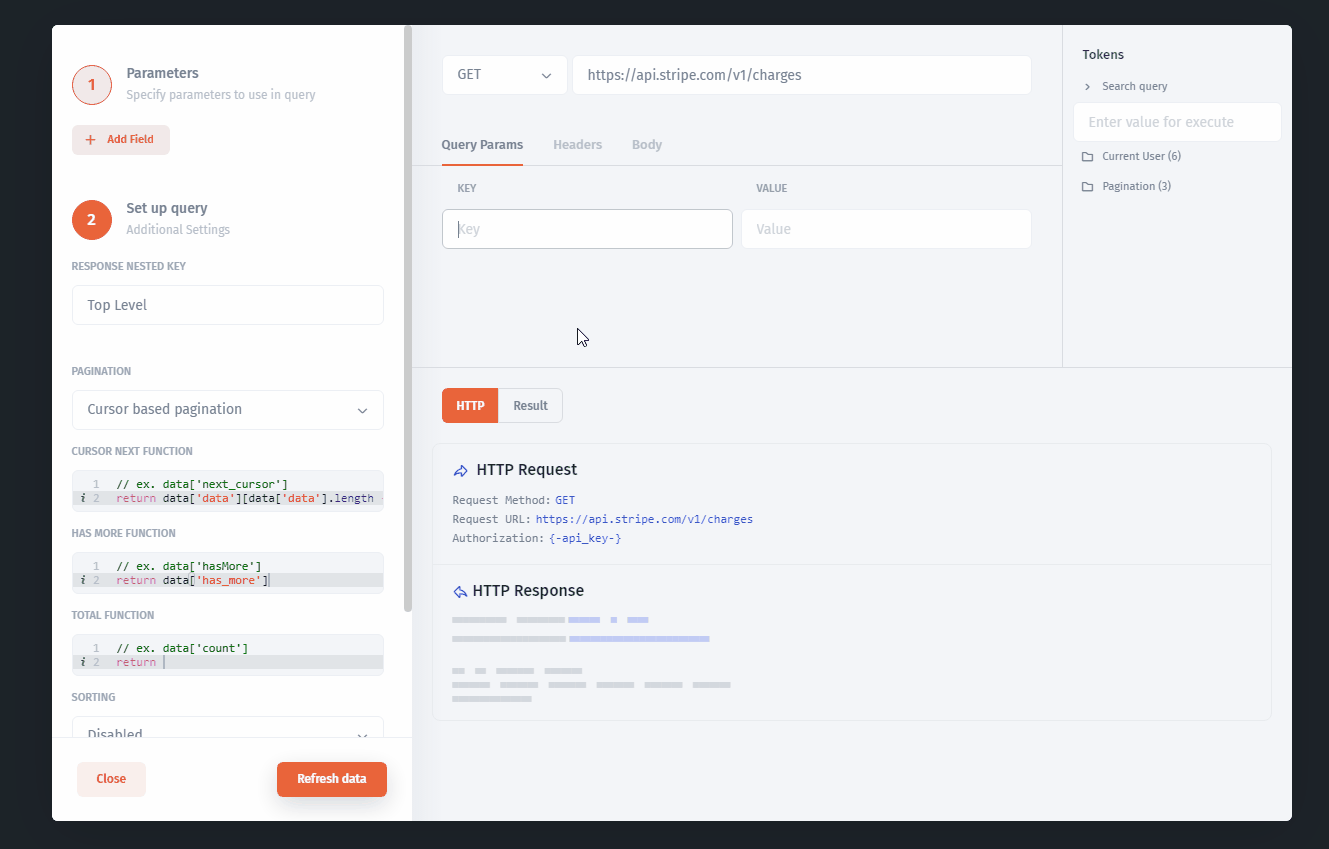 1
Parameters
Specify parameters to use in query
+ Add Field
2
Set up query
Additional Settings
RESPONSE NESTED KEY
Top Level
PAGINATION
Cursor based pagination
CURSOR NEXT FUNCTION
1 // ex. data['next_cursor']
i 2 return data['data'][data['data'].length
HAS MORE FUNCTION
1 // ex. data['hasMore']
i 2 return data['has_more']
TOTAL FUNCTION
1 // ex. data['count']
i 2 return
SORTING
Disabled
Close
Refresh data
GET
https://api.stripe.com/v1/charges
Query Params
Headers
Body
KEY
VALUE
Key
Value
HTTP
Result
HTTP Request
Request Method: GET
Request URL: https://api.stripe.com/v1/charges
Authorization: {-api_key-}
HTTP Response
Tokens
Search query
Enter value for execute
Current User (6)
Pagination (3)